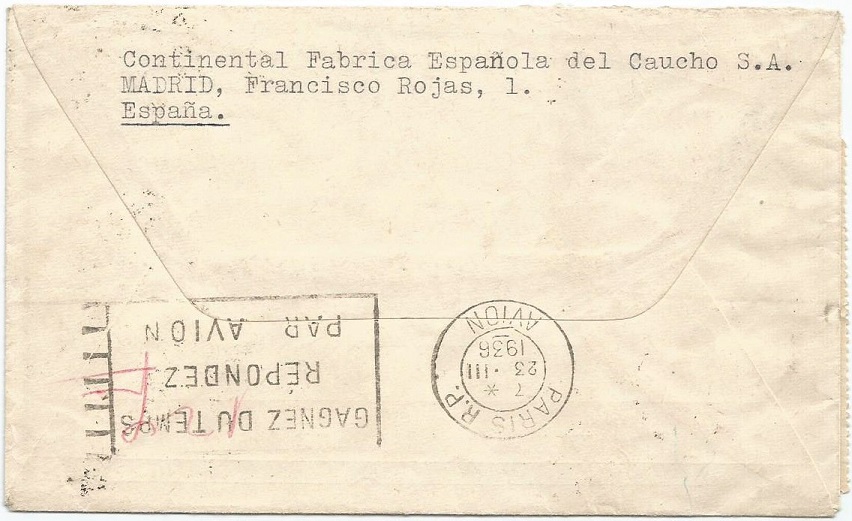 Continental Fabrica Española del Caucho S.A.
MADRID, Francisco Rojas, 1.
España.
GAGNEZ DU TEMPS
RÉPONDEZ
PAR AVION
PARIS R.P.
7 *
23 · III
1936
AVION